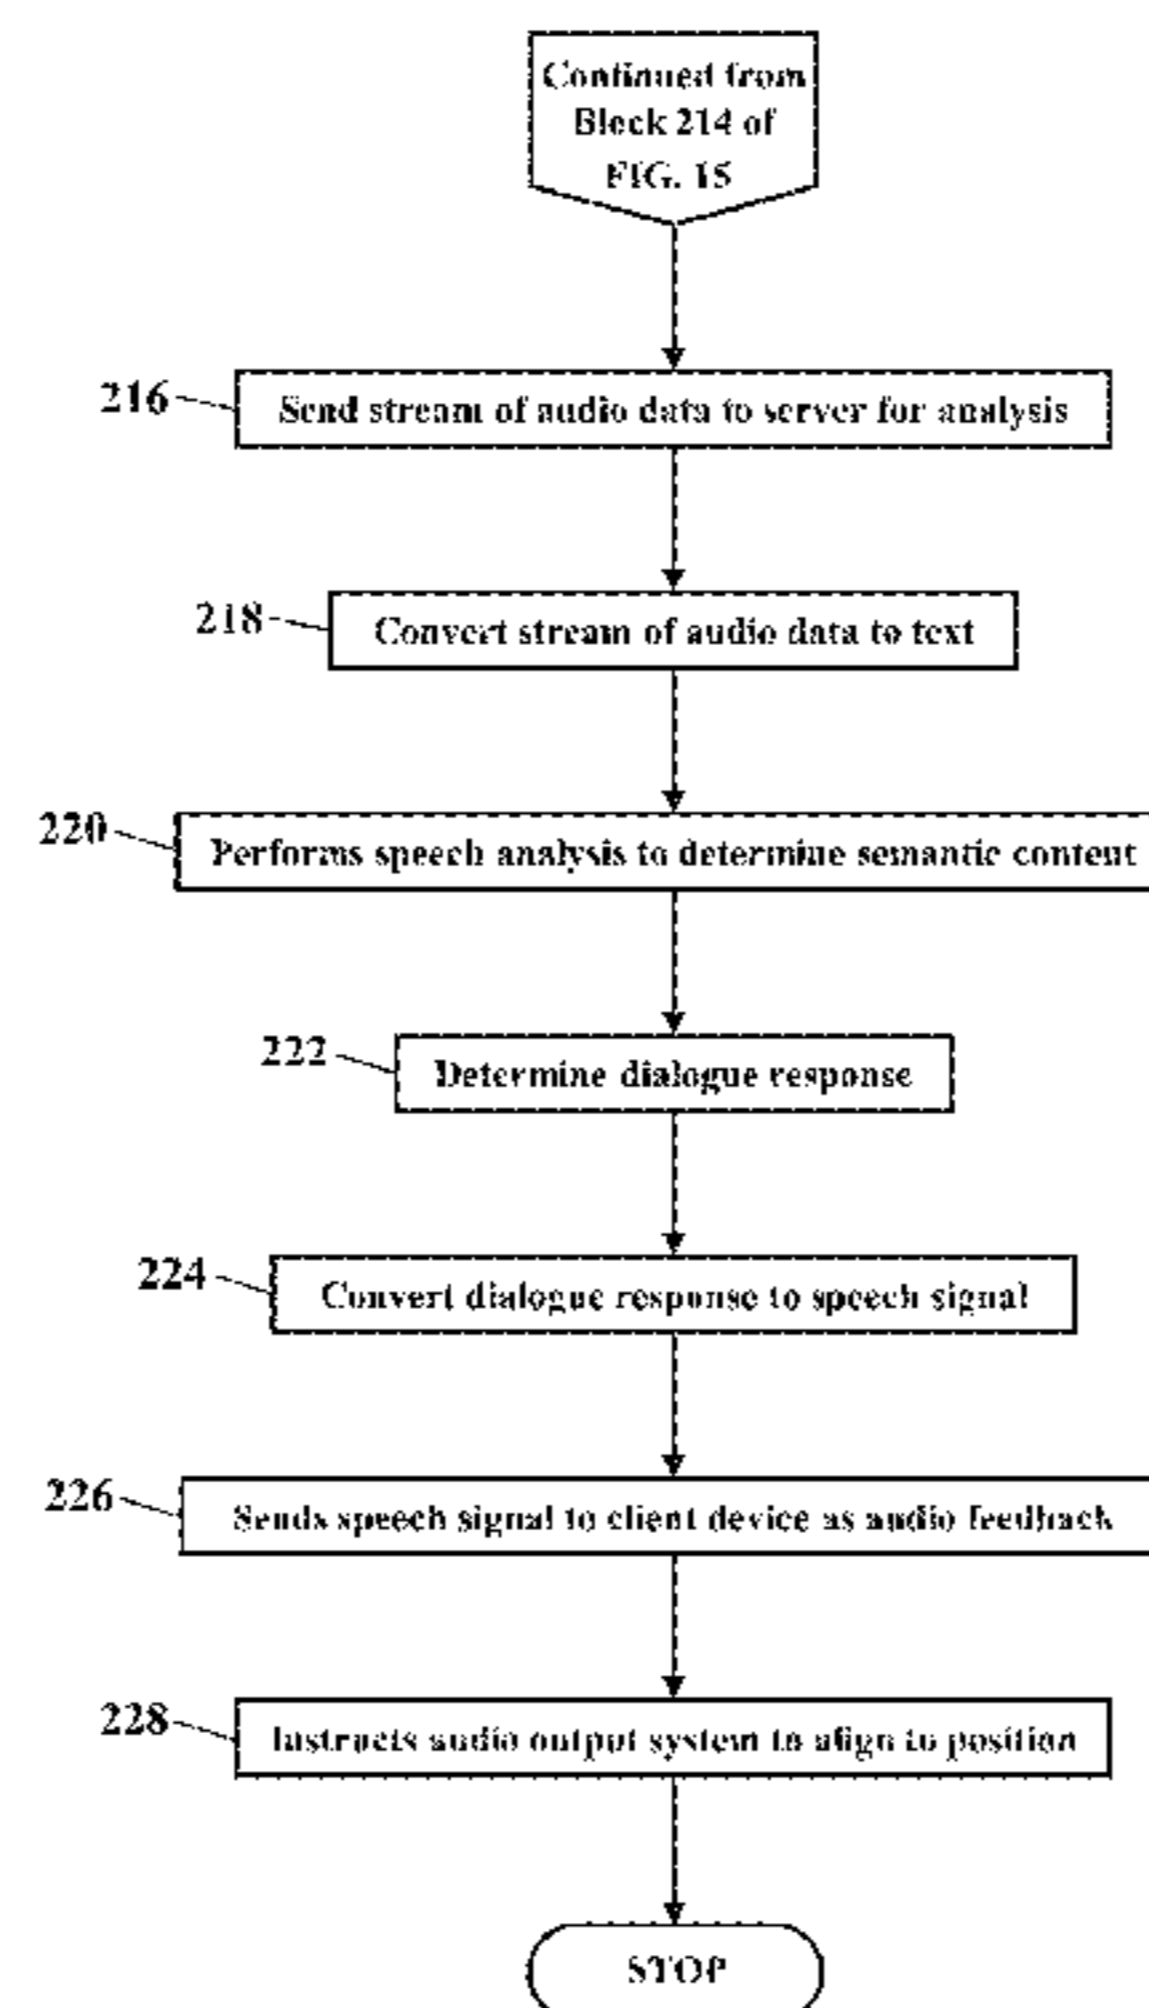 Continued from
Block 214 of
FIG. 15
216
Send stream of audio data to server for analysis
218
Convert stream of audio data to text
220
Performs speech analysis to determine semantic content
222
Determine dialogue response
224
Convert dialogue response to speech signal
226
Sends speech signal to client device as audio feedback
228
Instructs audio output system to align to position
STOP